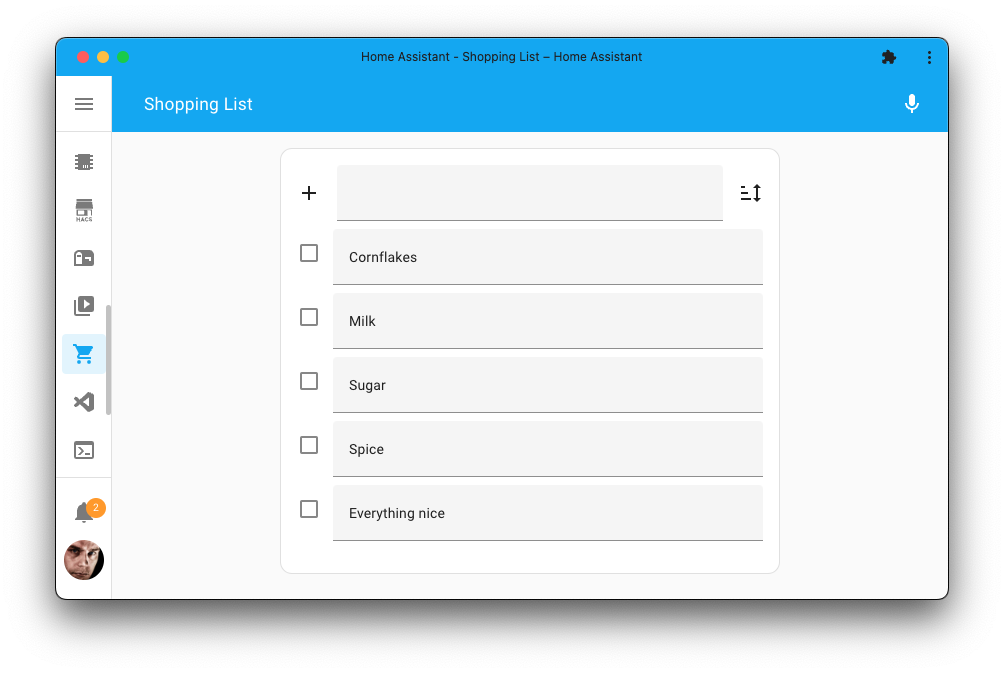 Home Assistant - Shopping List – Home Assistant
Shopping List
HACS
Cornflakes
Milk
Sugar
Spice
Everything nice
2